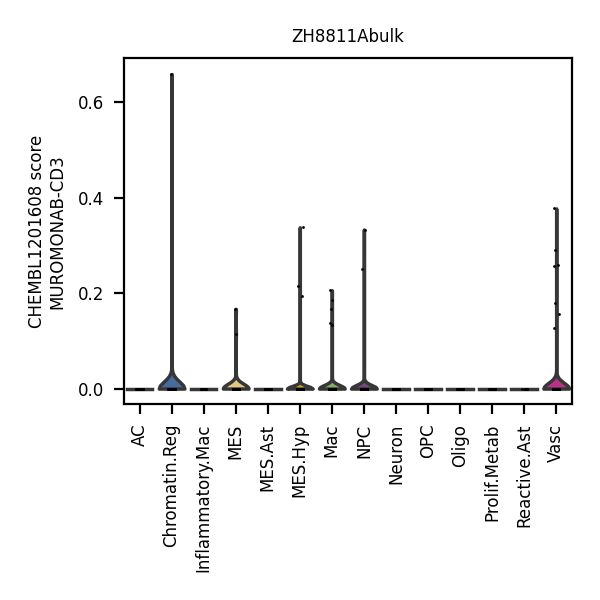 ZH8811Abulk
CHEMBL1201608 score
MUROMONAB-CD3
0.6
0.4
0.2
0.0
AC
Chromatin.Reg
Inflammatory.Mac
MES
MES.Ast
MES.Hyp
Mac
NPC
Neuron
OPC
Oligo
Prolif.Metab
Reactive.Ast
Vasc